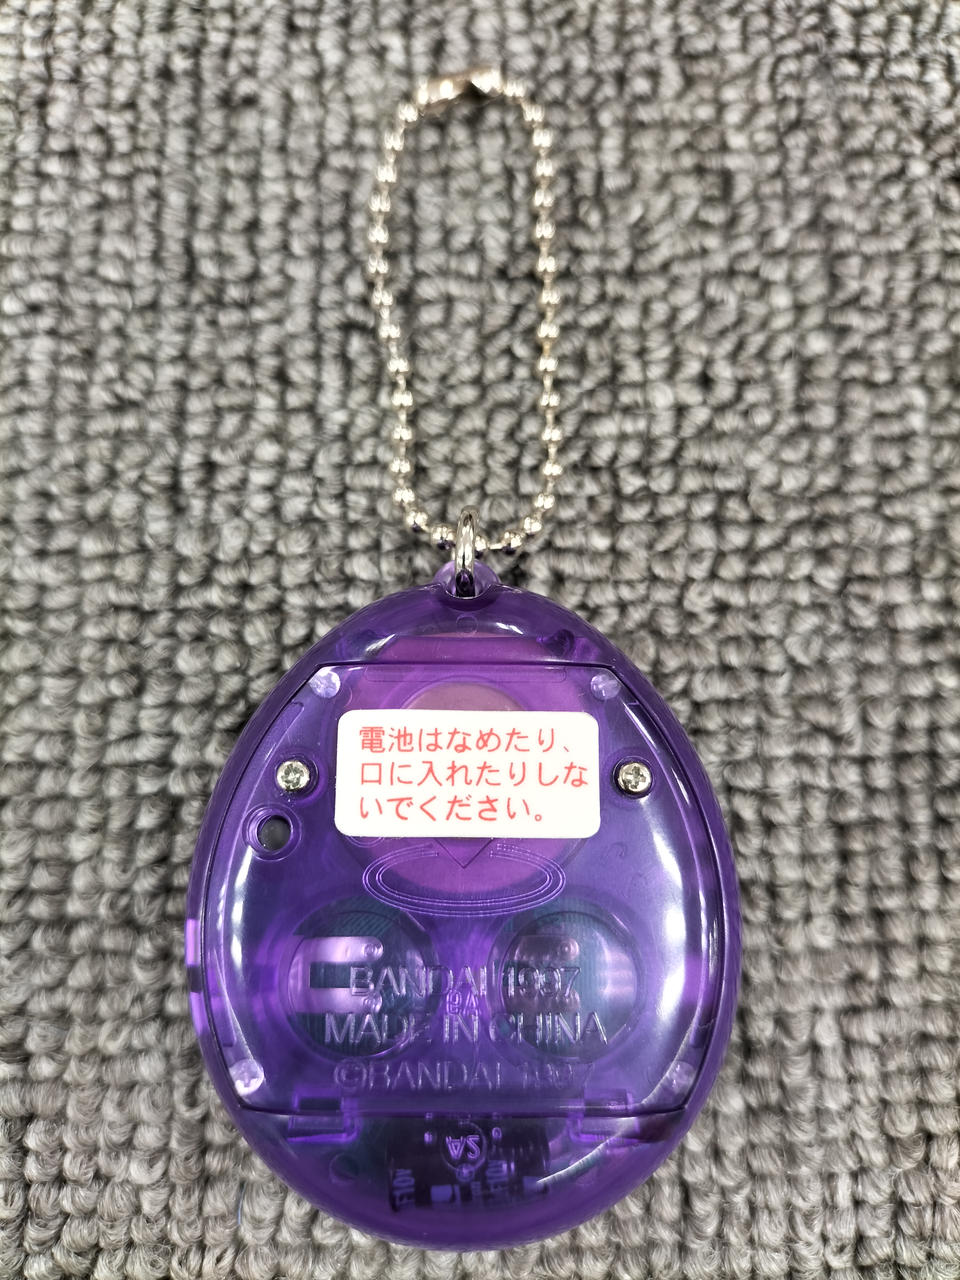 電池はなめたり、
口に入れたりしな
いでください。
BANDAI 1997
MADE IN CHINA
©BANDAI 1997